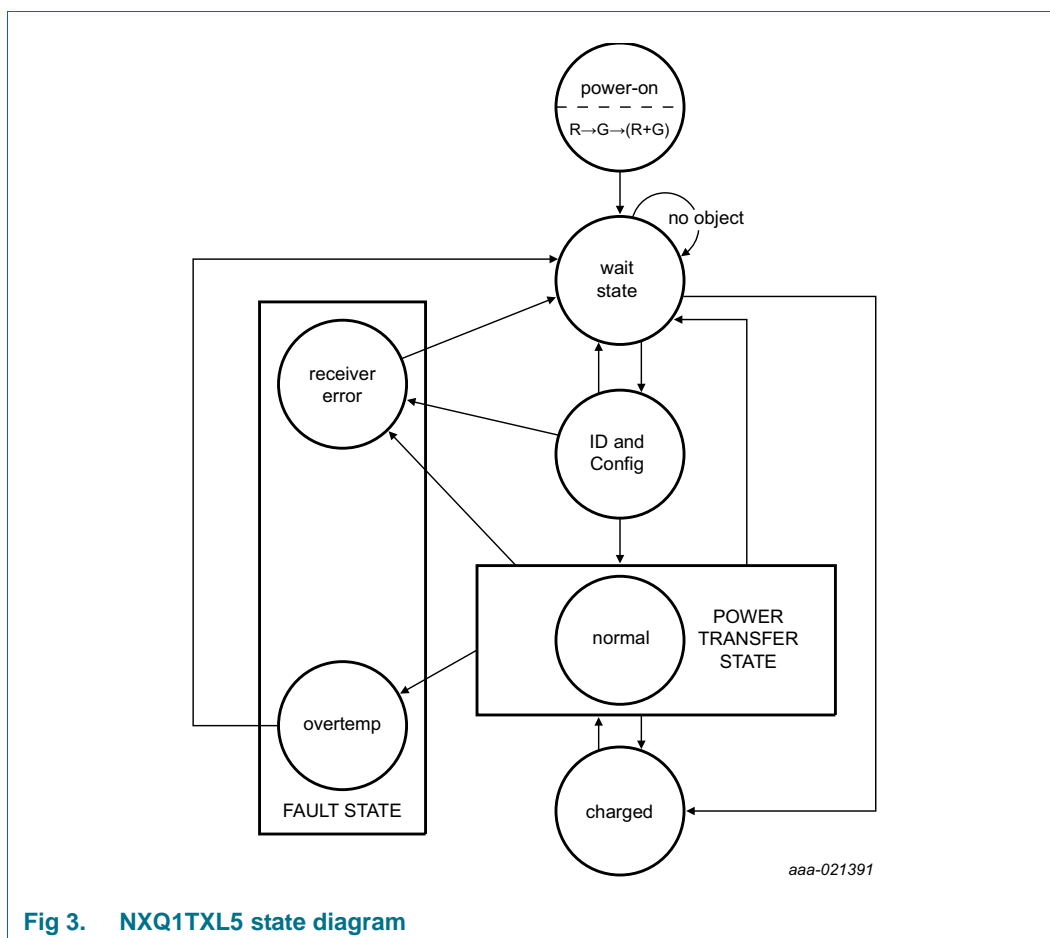 power-on
R→G→(R+G)
no object
wait
state
receiver
error
ID and
Config
normal
POWER
TRANSFER
STATE
overtemp
FAULT STATE
charged
aaa-021391
Fig 3. NXQ1TXL5 state diagram